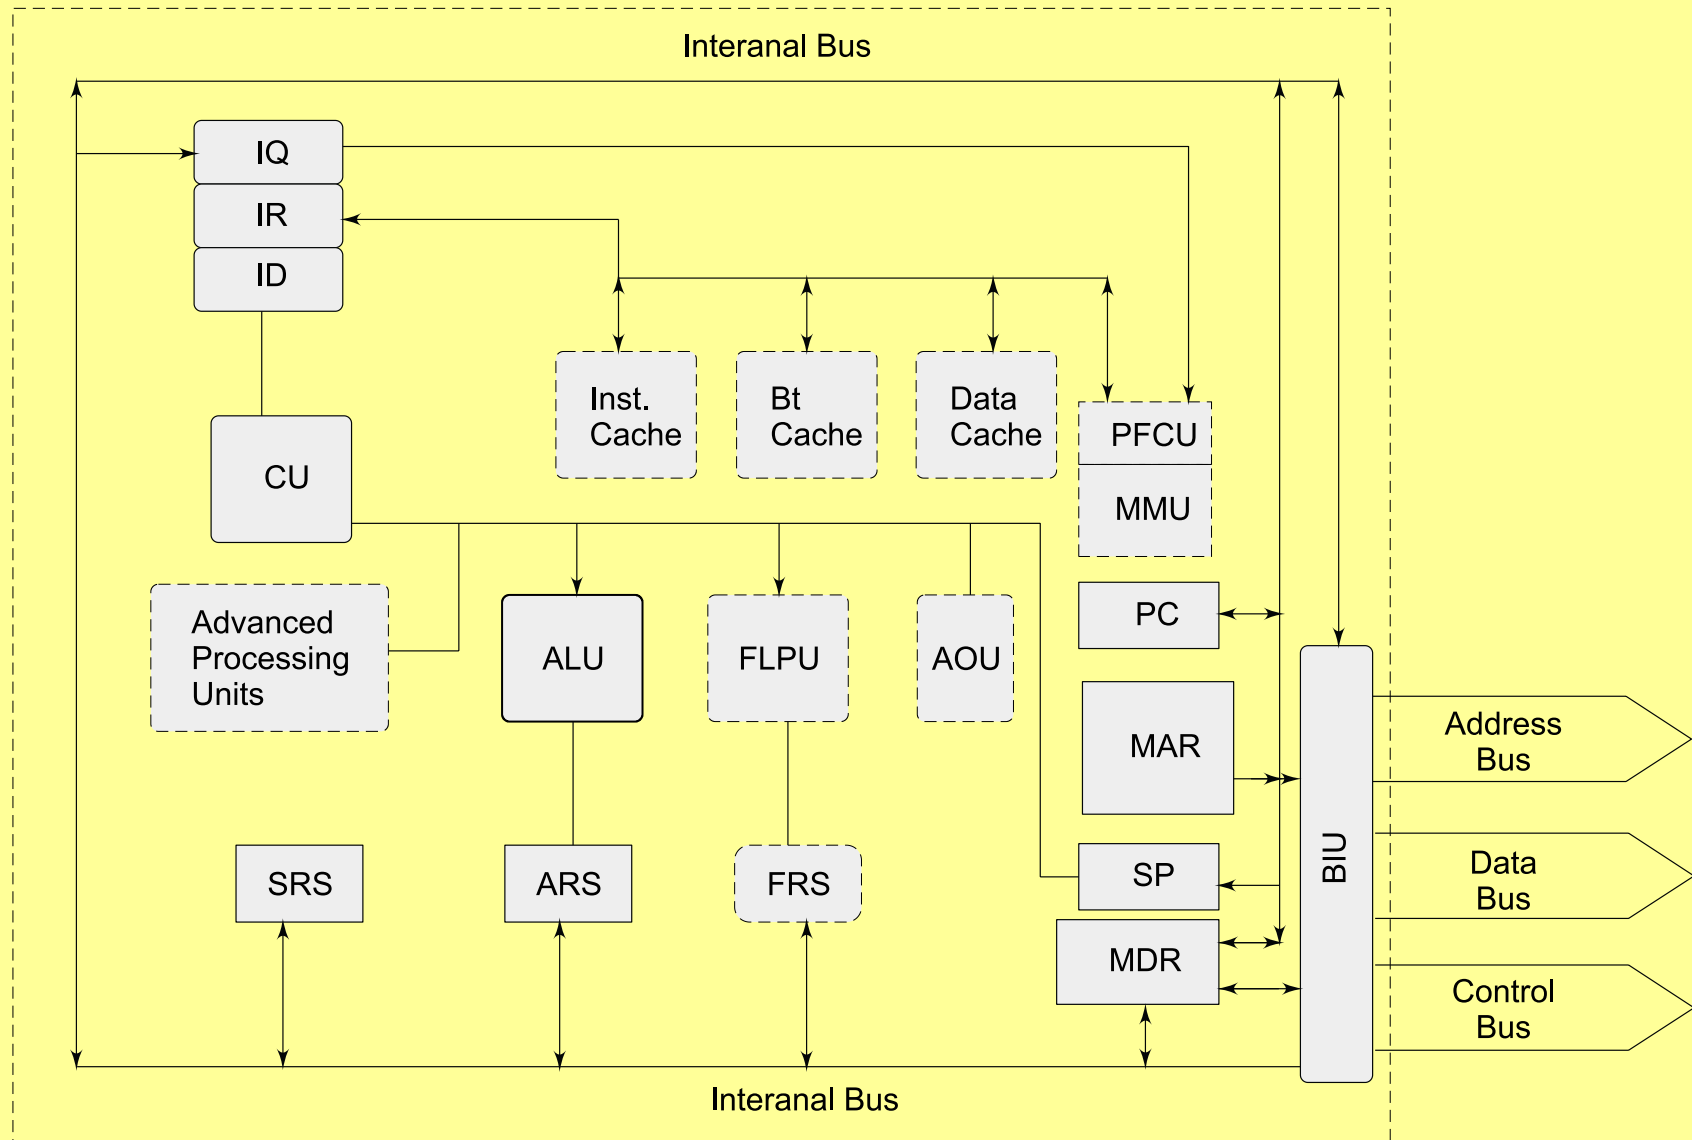 Interanal Bus
IQ
IR
ID
Inst.
Cache
Bt
Cache
Data
Cache
PFCU
MMU
CU
Advanced
Processing
Units
ALU
FLPU
AOU
PC
MAR
SP
MDR
SRS
ARS
FRS
BIU
Address
Bus
Data
Bus
Control
Bus
Interanal Bus